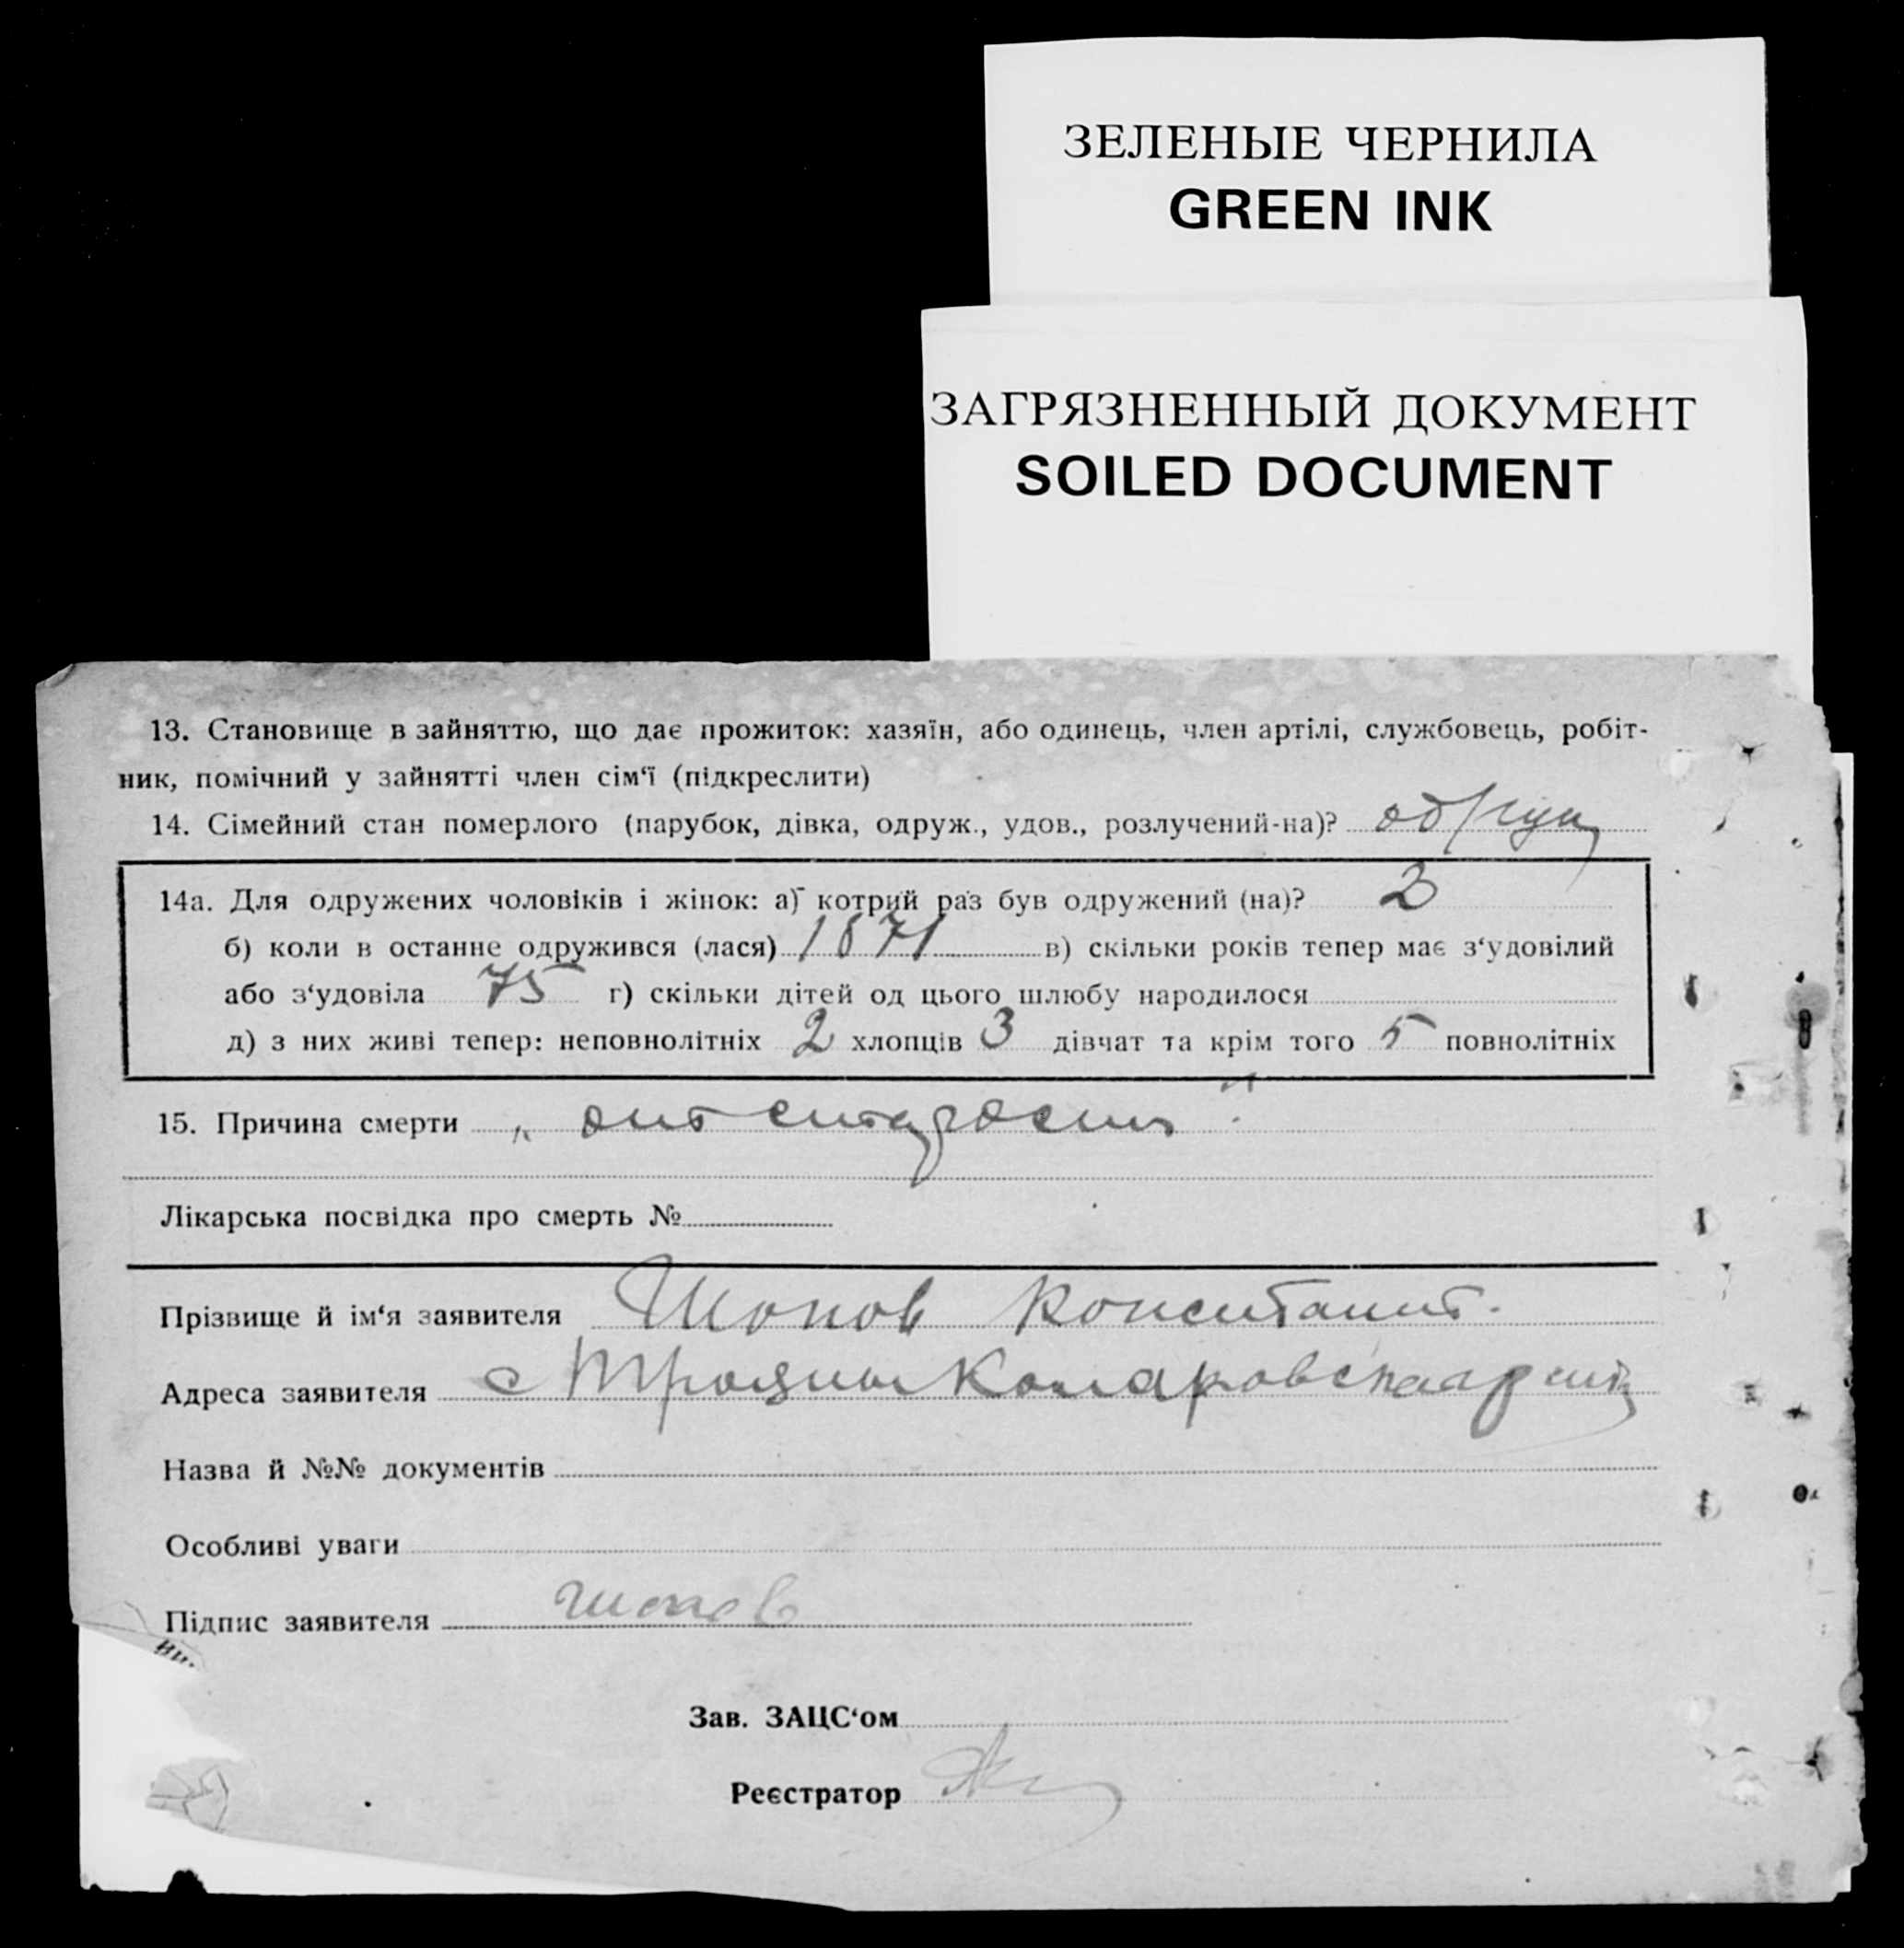 ЗЕЛЕНЫЕ ЧЕРНИЛА
GREEN INK
ЗАГРЯЗНЕННЫЙ ДОКУМЕНТ
SOILED DOCUMENT
13. Становище в зайняттю, що дає прожиток: хазяїн, або одинець, член артілі, службовець, робіт-
ник, помічний у зайнятті член сім‘ї (підкреслити)
14. Сімейний стан померлого (парубок, дівка, одруж., удов., розлучений-на)?
14а. Для одружених чоловіків і жінок: а) котрий раз був одружений (на)? 2
б) коли в останнє одружився (лася) 1871 в) скільки років тепер має з‘удовілий
або з‘удовіла 75 г) скільки дітей од цього шлюбу народилося
д) з них живі тепер: неповнолітніх 2 хлопців 3 дівчат та крім того 5 повнолітніх
15. Причина смерти „ от старости "
Лікарська посвідка про смерть №
Прізвище й ім‘я заявителя Шопов Константт.
Адреса заявителя с
Назва й №№ документів
Особливі уваги
Підпис заявителя Шопов
Зав. ЗАЦС‘ом
Реєстратор